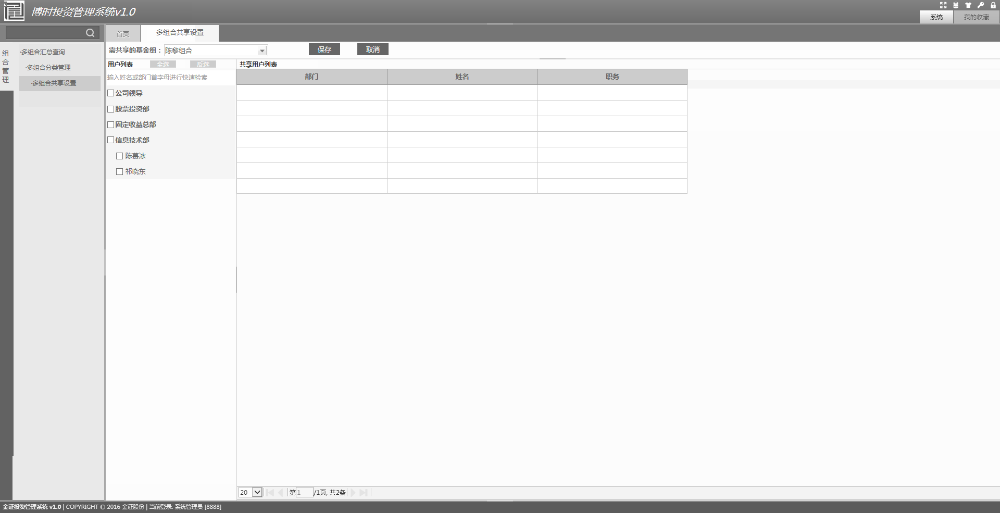 博时投资管理系统v1.0
系统 我的收藏
首页 多组合共享设置
组合管理
·多组合汇总查询
·多组合分类管理
·多组合共享设置
需共享的基金组： 陈黎组合 保存 取消
用户列表 全选 反选
输入姓名或部门首字母进行快速检索
公司领导
股票投资部
固定收益总部
信息技术部
陈慕冰
祁晓东
共享用户列表
部门 姓名 职务
20 第1 /1页, 共2条
金证投资管理系统 v1.0 | COPYRIGHT © 2016 金证股份 | 当前登录: 系统管理员 [8888]